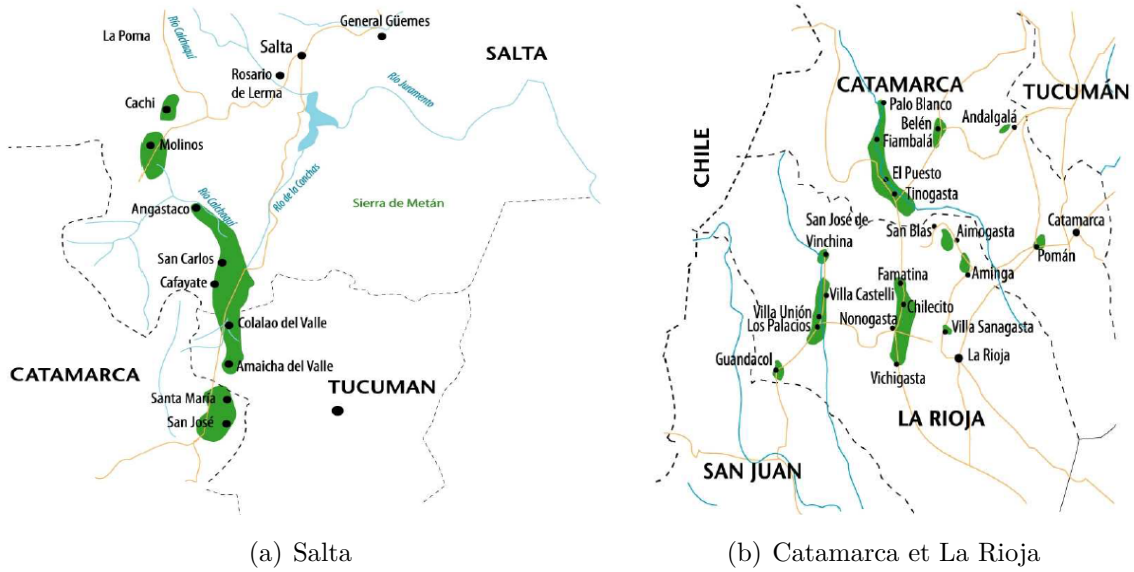 General Güemes
La Poma
Río Calchaquí
Salta
SALTA
Rosario
de Lerma
Río Juramento
Cachi
Molinos
Río de la Conchas
Sierra de Metán
Angastaco
Río Calchaquí
San Carlos
Cafayate
Colalao del Valle
Amaicha del Valle
CATAMARCA
TUCUMAN
Santa María
San José
(a) Salta
CATAMARCA
TUCUMÁN
Palo Blanco
Belén
Andalgalá
Fiambalá
CHILE
El Puesto
Tinogasta
San José de
Vinchina
San Blas
Aimogasta
Catamarca
Pomán
Aminga
Famatina
Villa Castelli
Chilecito
Villa Unión
Los Palacios
Nonogasta
Villa Sanagasta
Guandacol
La Rioja
Vichigasta
LA RIOJA
SAN JUAN
(b) Catamarca et La Rioja